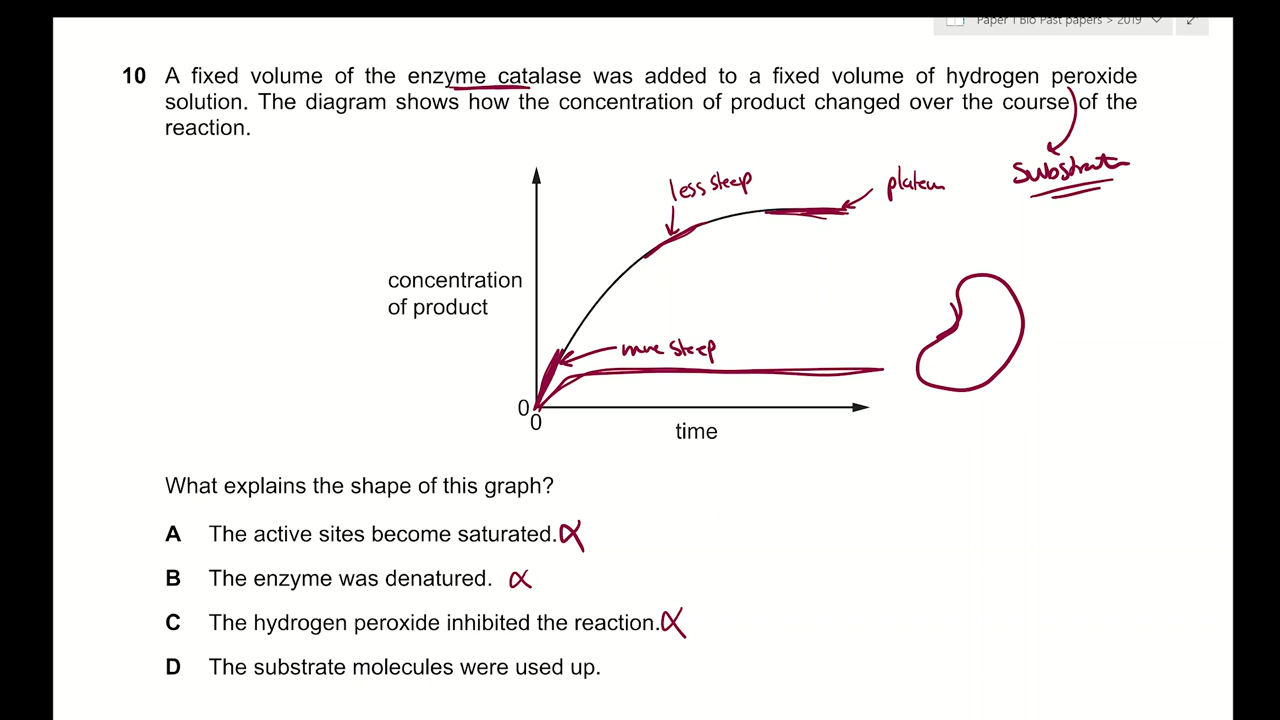 Paper 1 Bio Past papers > 2019
10 A fixed volume of the enzyme catalase was added to a fixed volume of hydrogen peroxide
solution. The diagram shows how the concentration of product changed over the course of the
reaction.
substrate
less steep
plateau
concentration
of product
more steep
0
0
time
What explains the shape of this graph?
A The active sites become saturated.
B The enzyme was denatured.
C The hydrogen peroxide inhibited the reaction.
D The substrate molecules were used up.